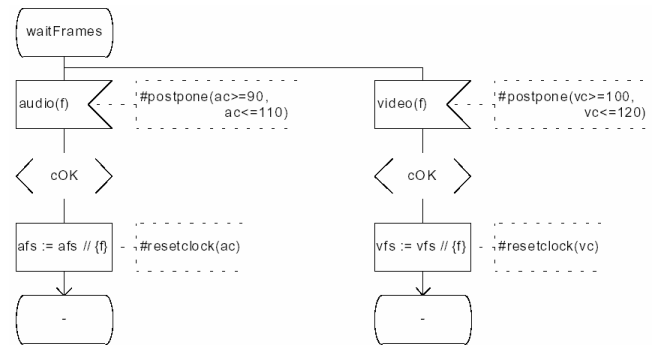 waitFrames
audio(f)
#postpone(ac>=90,
ac<=110)
video(f)
#postpone(vc>=100,
vc<=120)
cOK
cOK
afs := afs // {f}
#resetclock(ac)
vfs := vfs // {f}
#resetclock(vc)
-
-